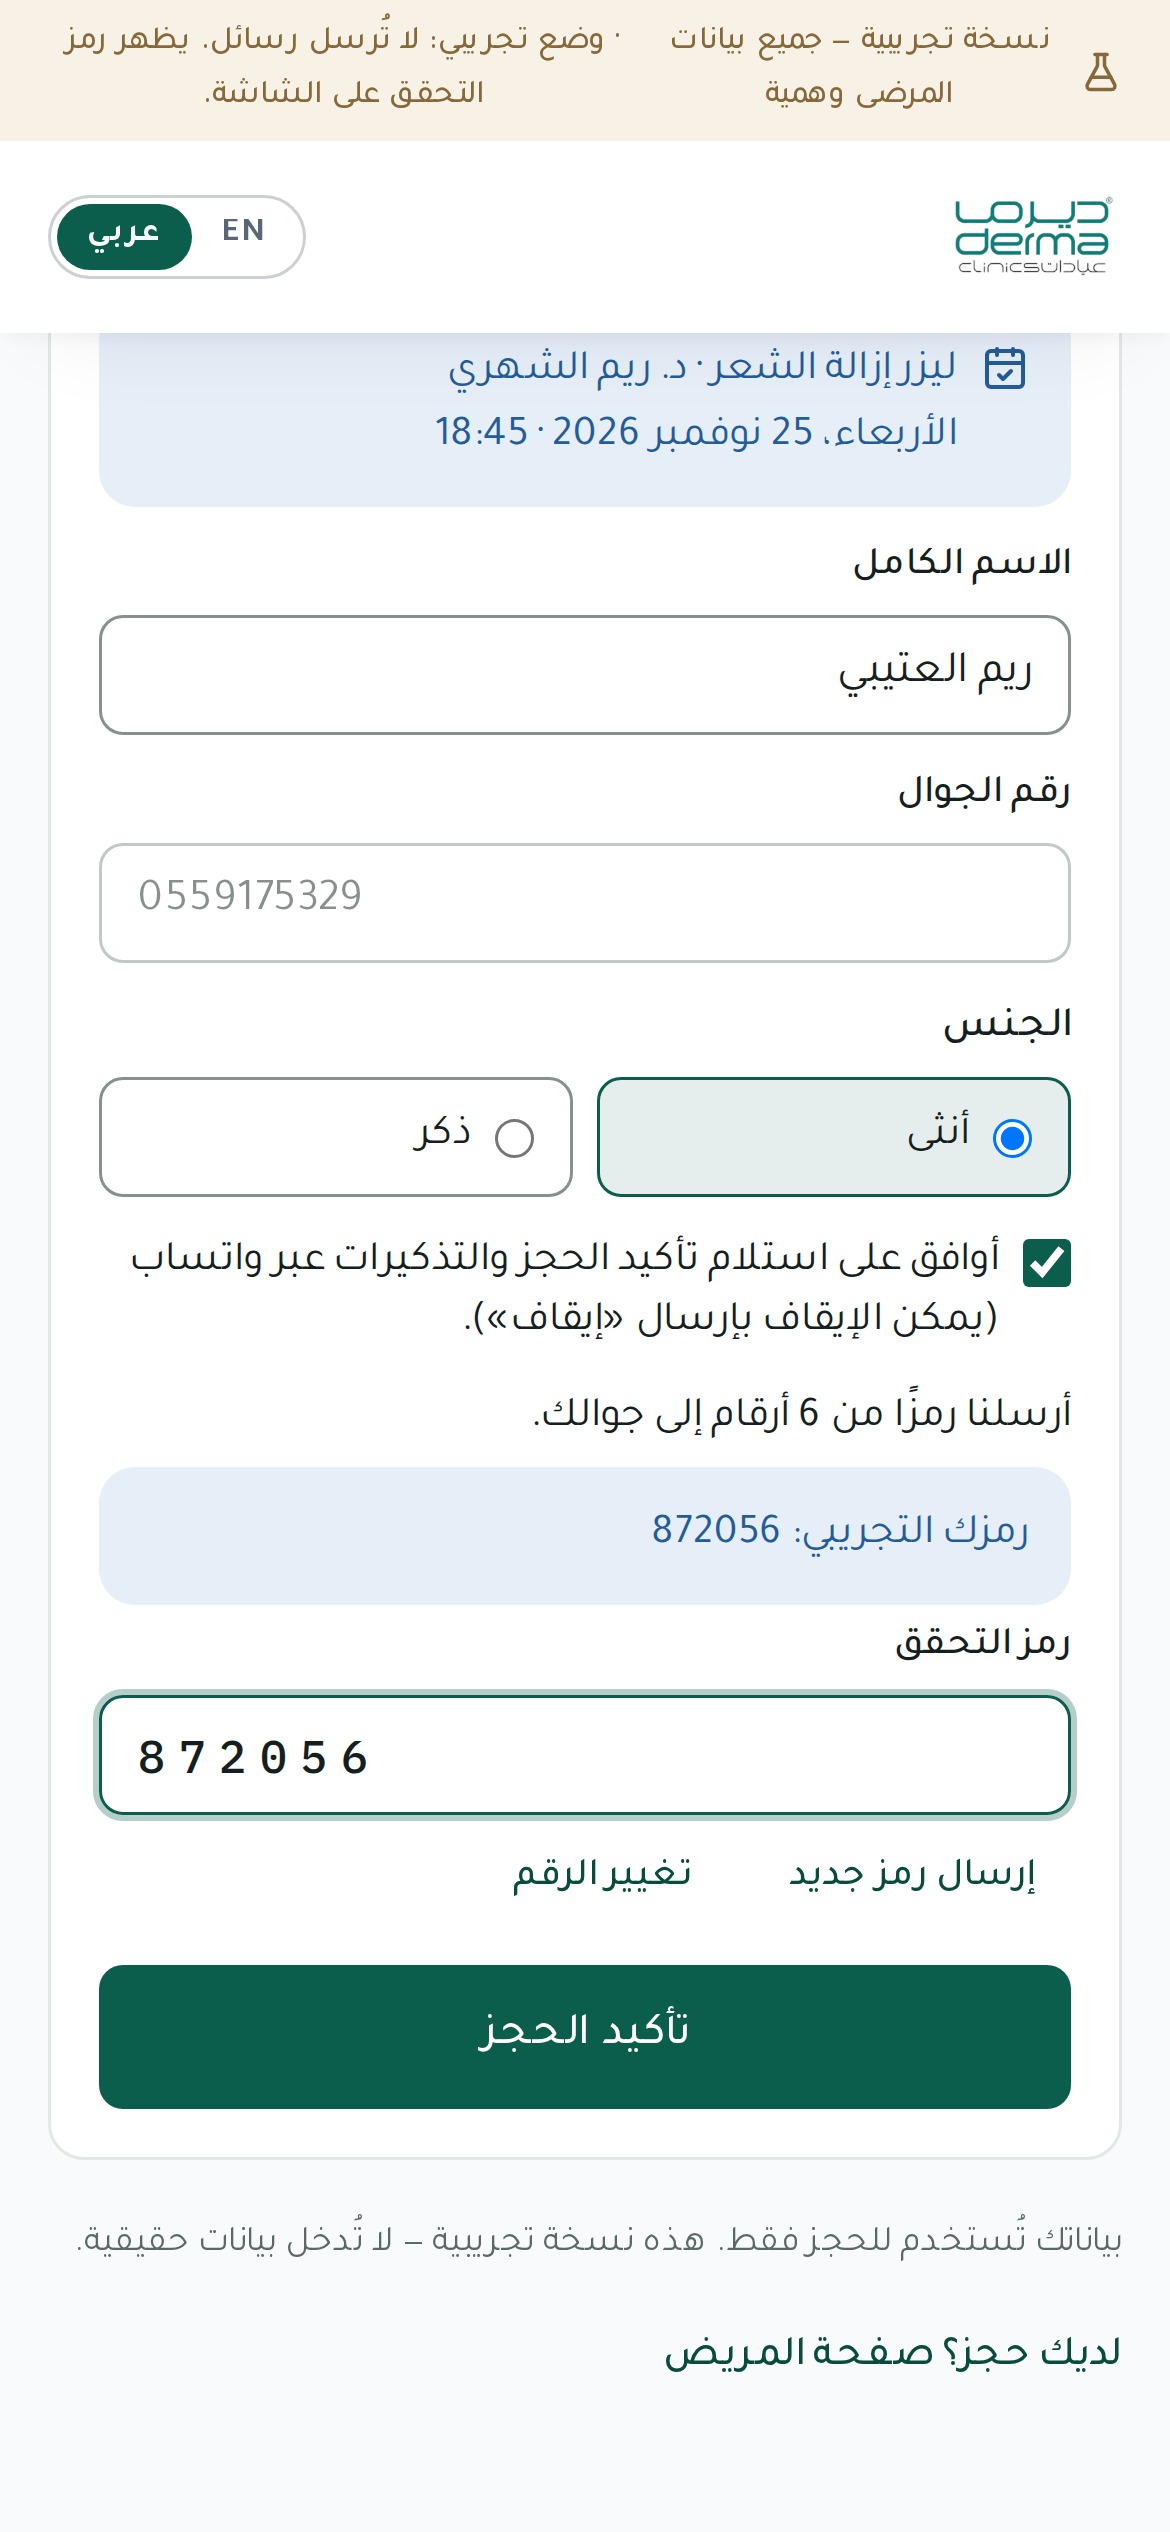 نسخة تجريبية – جميع بيانات المرضى وهمية
· وضع تجريبي: لا تُرسل رسائل. يظهر رمز التحقق على الشاشة.
ديرما
derma
clinics عيادات
EN
عربي
ليزر إزالة الشعر · د. ريم الشهري
الأربعاء، 25 نوفمبر 2026 · 18:45
الاسم الكامل
ريم العتيبي
رقم الجوال
0559175329
الجنس
أنثى
ذكر
أوافق على استلام تأكيد الحجز والتذكيرات عبر واتساب
(يمكن الإيقاف بإرسال «إيقاف»).
أرسلنا رمزًا من 6 أرقام إلى جوالك.
رمزك التجريبي: 872056
رمز التحقق
872056
إرسال رمز جديد
تغيير الرقم
تأكيد الحجز
بياناتك تُستخدم للحجز فقط. هذه نسخة تجريبية – لا تُدخل بيانات حقيقية.
لديك حجز؟ صفحة المريض